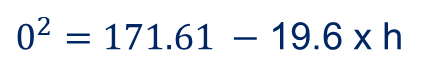 0² = 171.61 – 19.6 x h